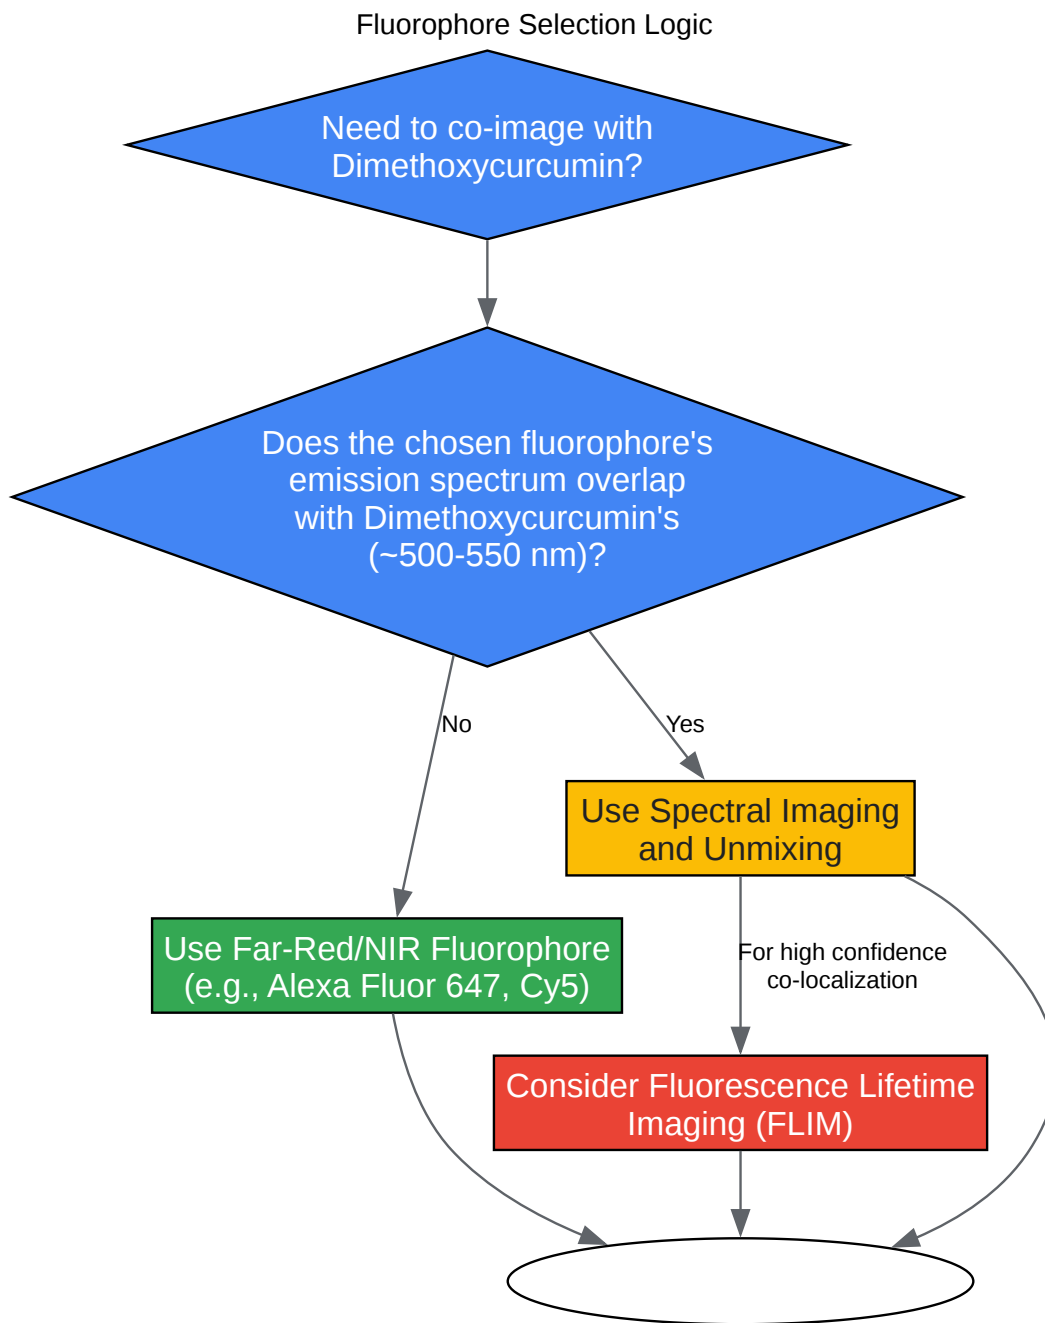 Fluorophore Selection Logic
Need to co-image with
Dimethoxycurcumin?
Does the chosen fluorophore's
emission spectrum overlap
with Dimethoxycurcumin's
(~500-550 nm)?
No
Yes
Use Spectral Imaging
and Unmixing
Use Far-Red/NIR Fluorophore
(e.g., Alexa Fluor 647, Cy5)
For high confidence
co-localization
Consider Fluorescence Lifetime
Imaging (FLIM)